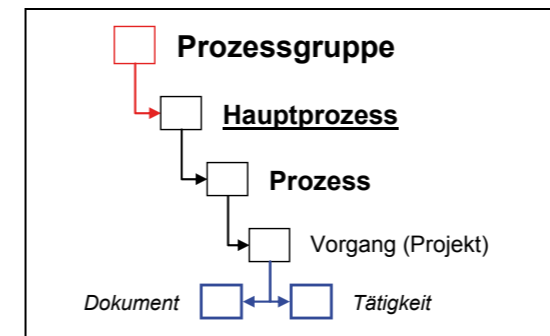 Prozessgruppe
Hauptprozess
Prozess
Vorgang (Projekt)
Dokument Tätigkeit